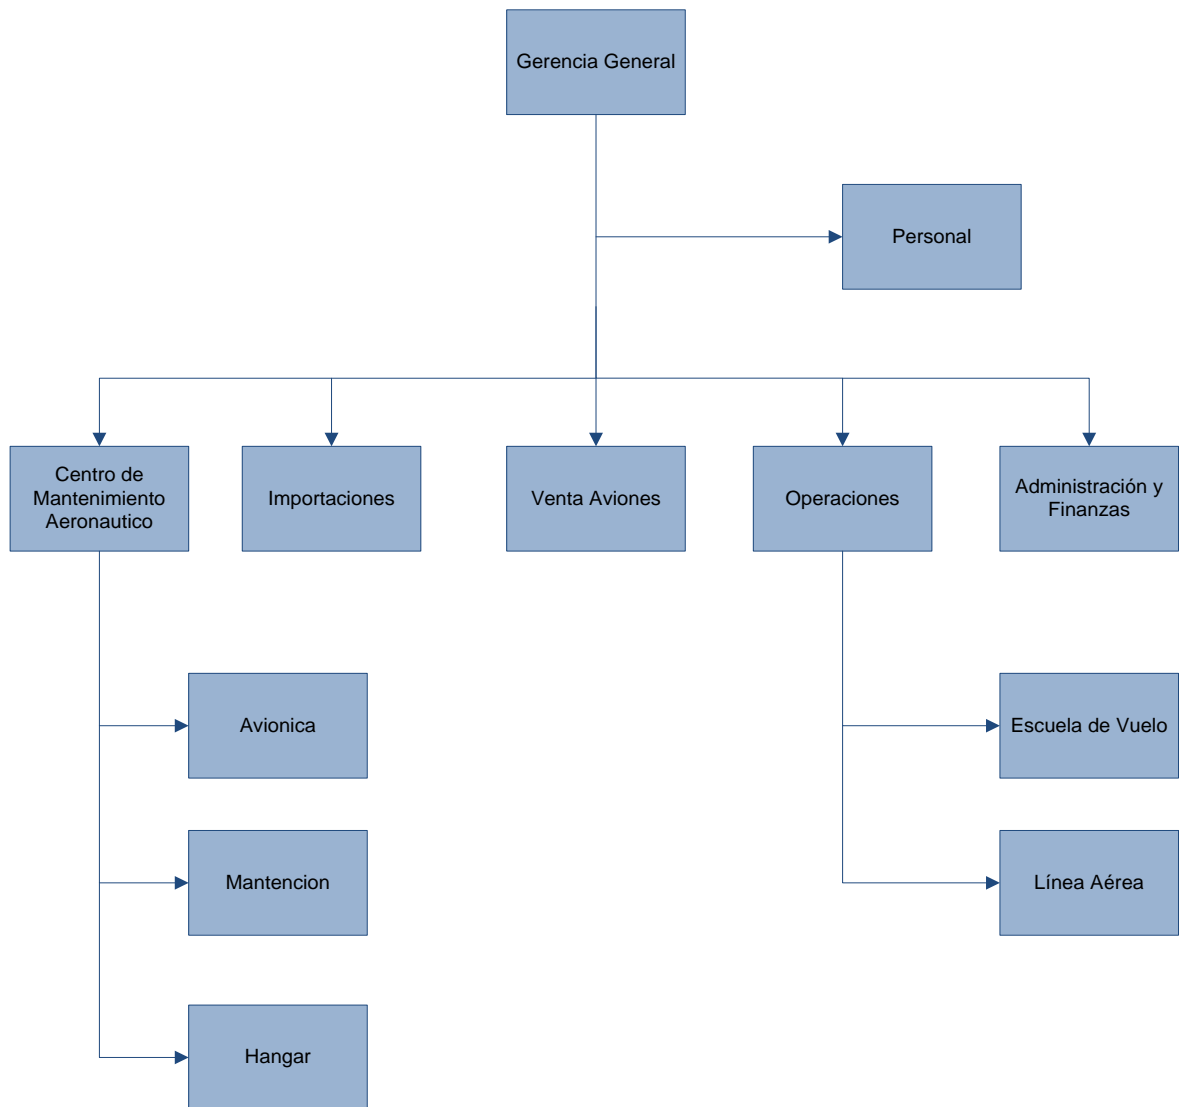 Gerencia General
Personal
Centro de
Mantenimiento
Aeronautico
Importaciones
Venta Aviones
Operaciones
Administración y
Finanzas
Avionica
Escuela de Vuelo
Mantencion
Línea Aérea
Hangar